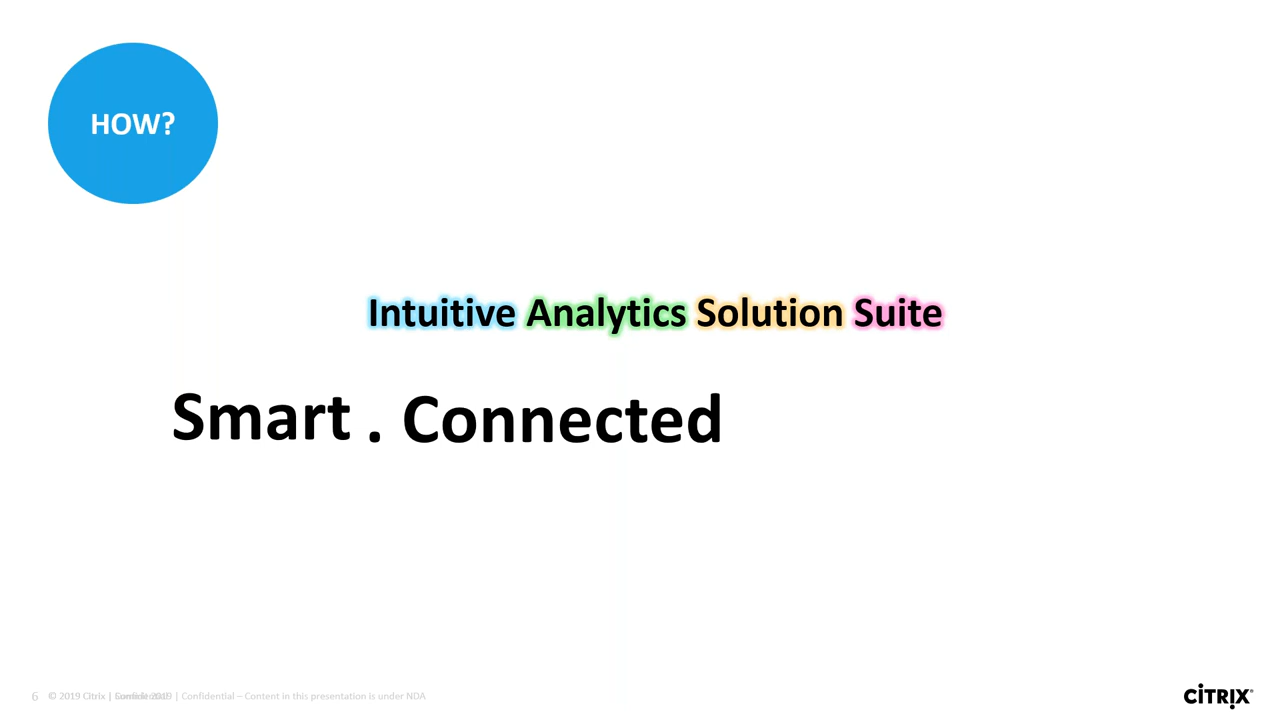 HOW?
Intuitive Analytics Solution Suite
Smart . Connected
6 © 2019 Citrix | 2019 | Confidential – Content in this presentation is under NDA
CITRIX